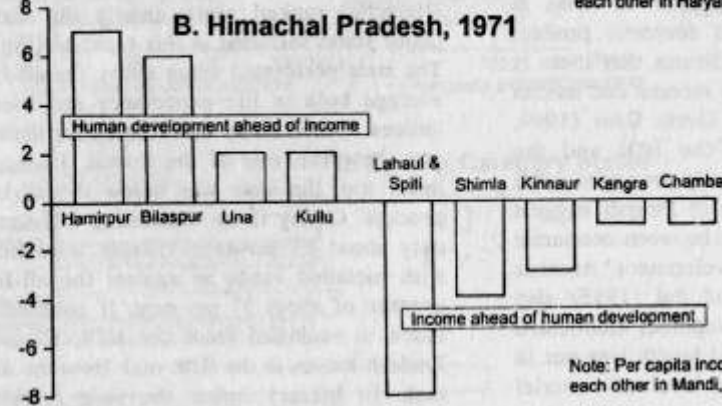 each other in Harya
B. Himachal Pradesh, 1971
8
6
4
2
0
-2
-4
-6
-8
Human development ahead of income
Hamirpur Bilaspur Una Kullu
Lahaul &
Spiti
Shimla Kinnaur Kangra Chamba
Income ahead of human development
Note: Per capita inco
each other in Mandi,